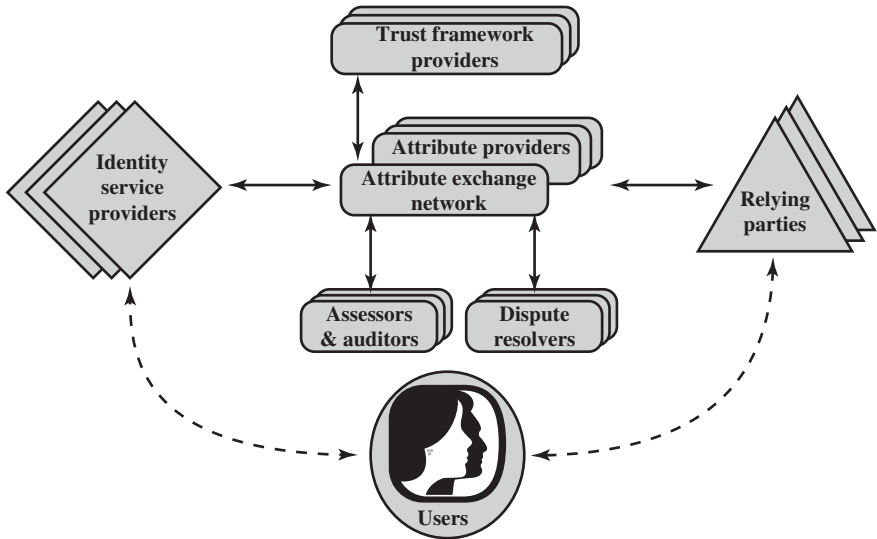 Trust framework
providers
Attribute providers
Attribute exchange
network
Identity
service
providers
Relying
parties
Assessors
& auditors
Dispute
resolvers
Users